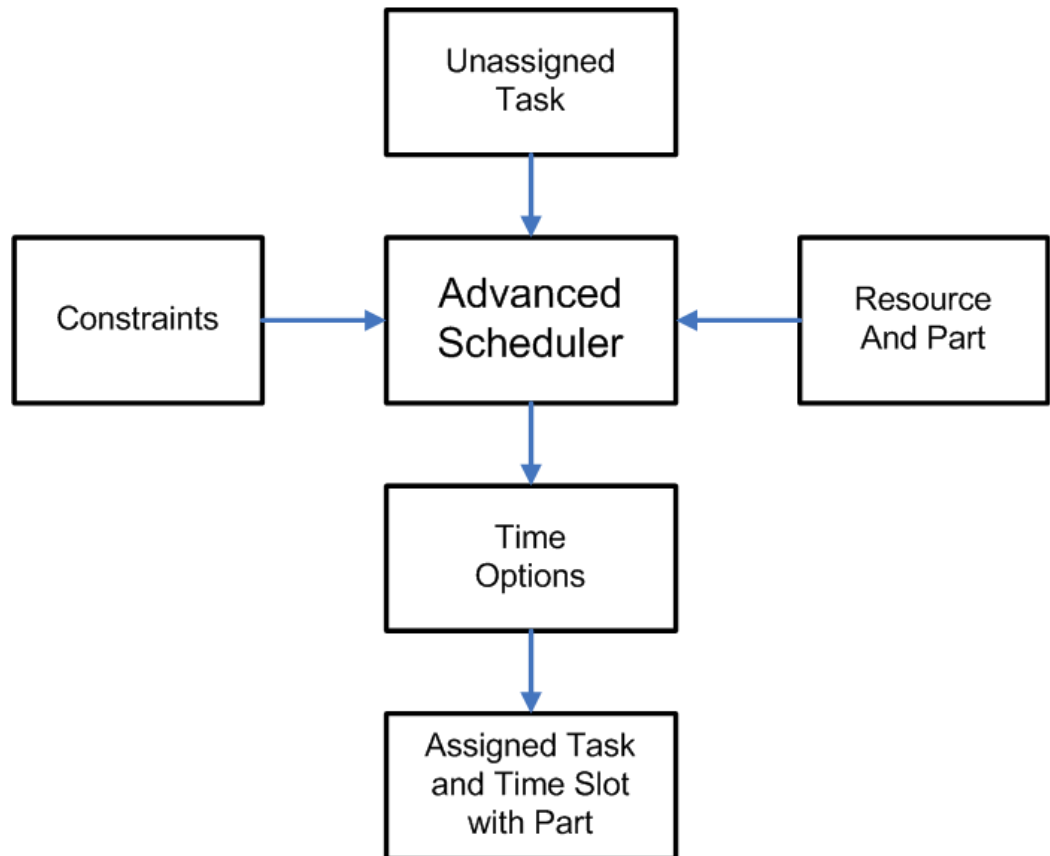 Unassigned
Task
Constraints
Advanced
Scheduler
Resource
And Part
Time
Options
Assigned Task
and Time Slot
with Part